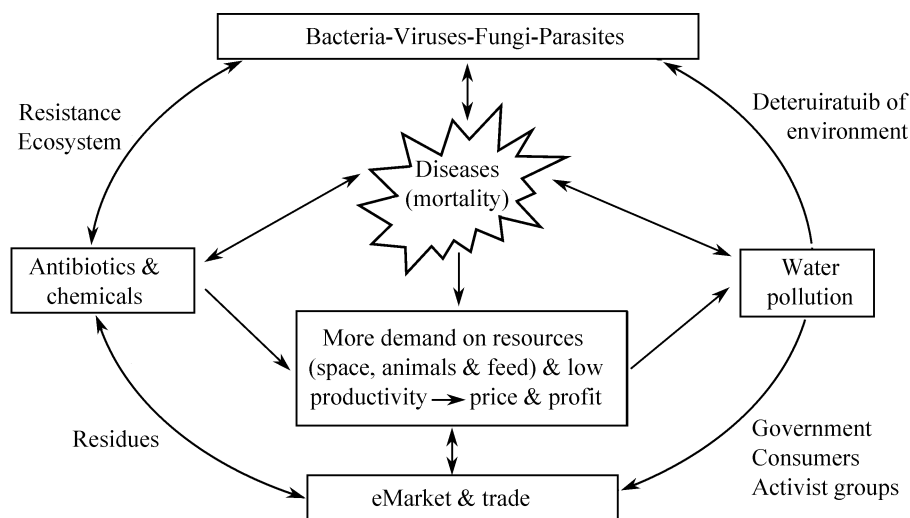 Bacteria-Viruses-Fungi-Parasites
Resistance
Ecosystem
Deteruiratuib of
environment
Diseases
(mortality)
Antibiotics &
chemicals
Water
pollution
More demand on resources
(space, animals & feed) & low
productivity → price & profit
Residues
Government
Consumers
Activist groups
eMarket & trade